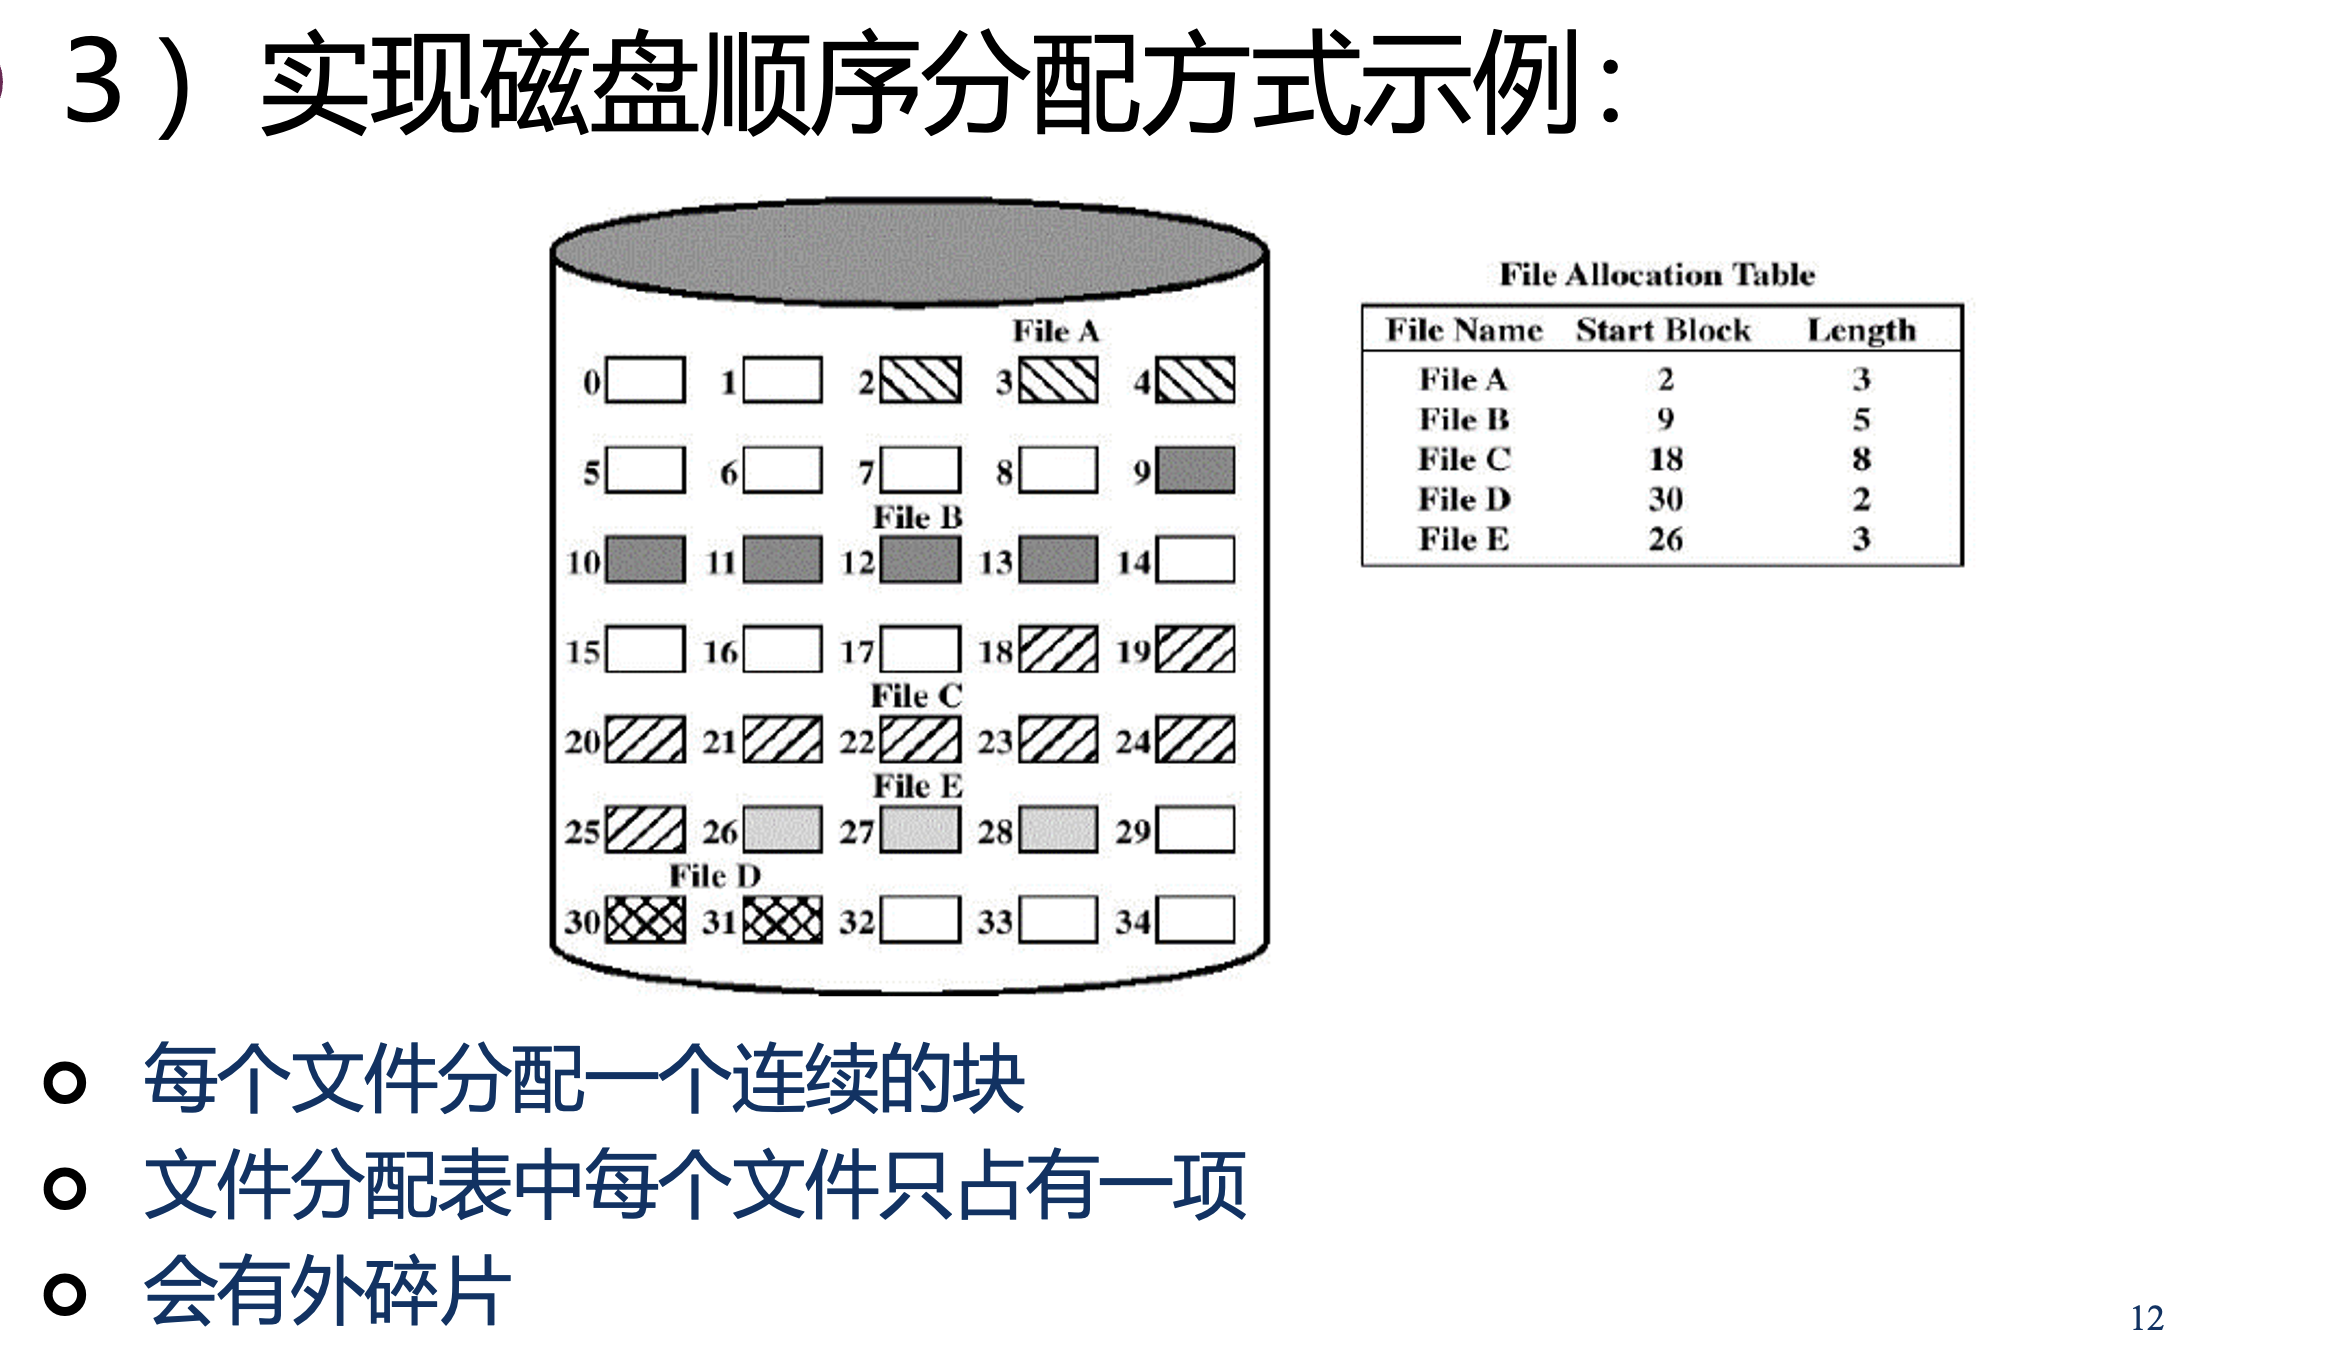 3）实现磁盘顺序分配方式示例：
File Allocation Table
File Name Start Block Length
File A 2 3
File B 9 5
File C 18 8
File D 30 2
File E 26 3
File A
0 1 2 3 4
5 6 7 8 9
File B
10 11 12 13 14
15 16 17 18 19
File C
20 21 22 23 24
File E
25 26 27 28 29
File D
30 31 32 33 34
每个文件分配一个连续的块
文件分配表中每个文件只占有一项
会有外碎片
12